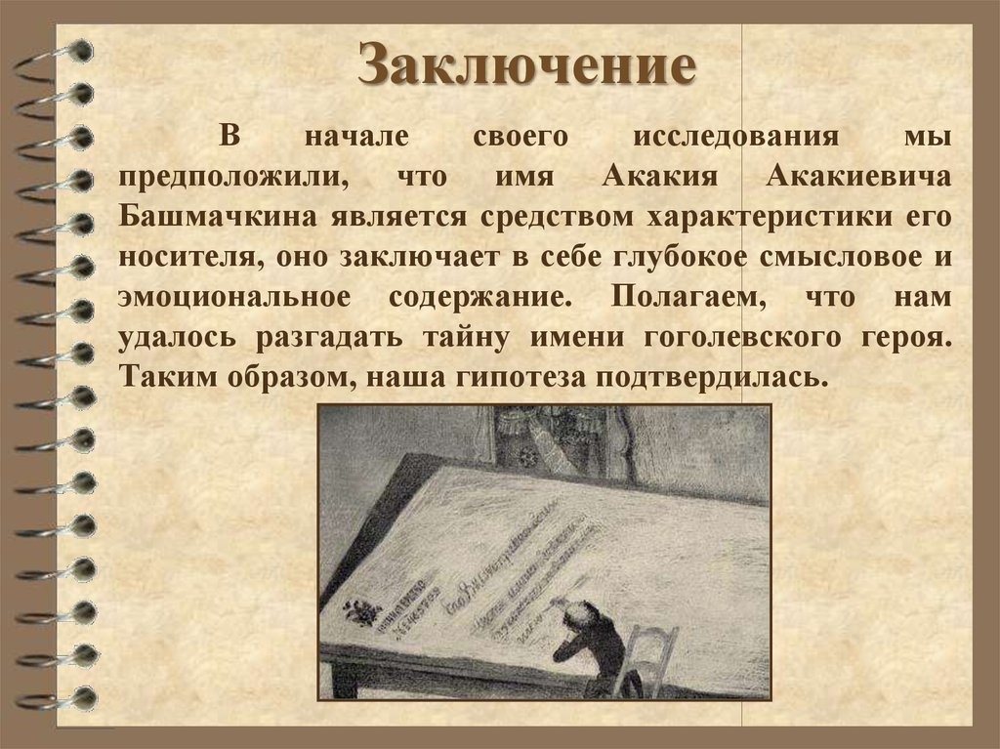 Заключение
В начале своего исследования мы
предположили, что имя Акакия Акакиевича
Башмачкина является средством характеристики его
носителя, оно заключает в себе глубокое смысловое и
эмоциональное содержание. Полагаем, что нам
удалось разгадать тайну имени гоголевского героя.
Таким образом, наша гипотеза подтвердилась.